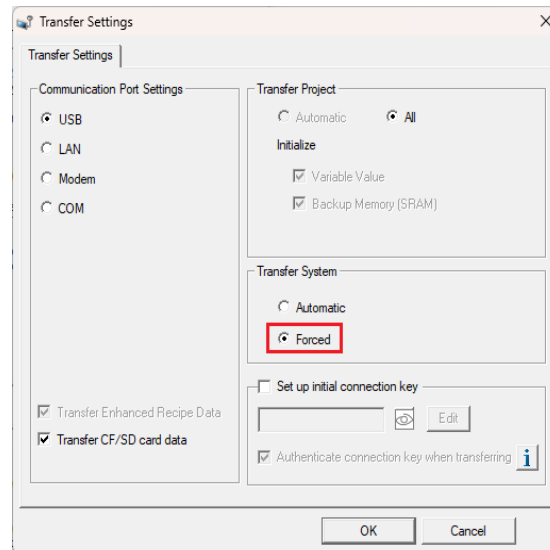 Transfer Settings
Transfer Settings
Communication Port Settings
USB
LAN
Modem
COM
Transfer Enhanced Recipe Data
Transfer CF/SD card data
Transfer Project
Automatic
All
Initialize
Variable Value
Backup Memory (SRAM)
Transfer System
Automatic
Forced
Set up initial connection key
Edit
Authenticate connection key when transferring
OK
Cancel